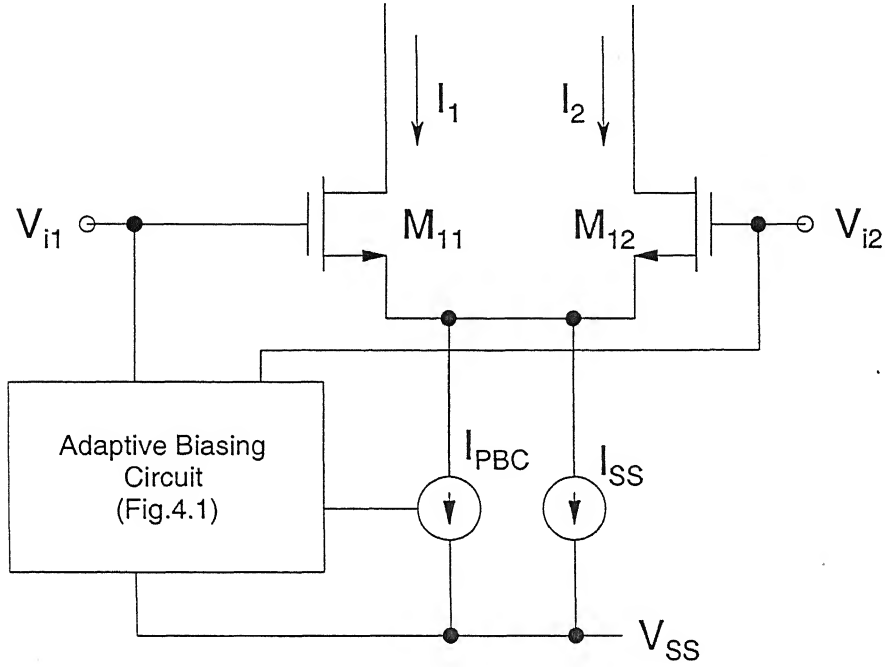 I1 I2
Vi1 M11 M12 Vi2
Adaptive Biasing
Circuit
(Fig.4.1)
IPBC ISS
VSS